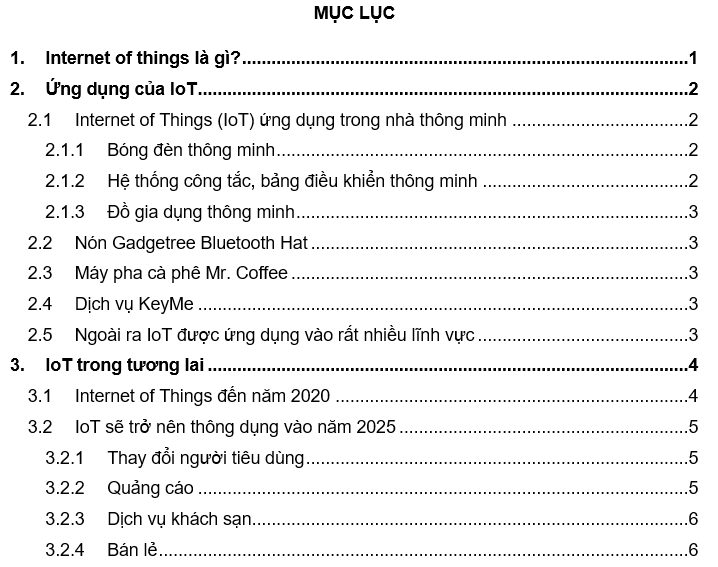 MỤC LỤC
1. Internet of things là gì?.............................................................................................1
2. Ứng dụng của IoT.....................................................................................................2
2.1 Internet of Things (IoT) ứng dụng trong nhà thông minh ....................................2
2.1.1 Bóng đèn thông minh....................................................................................2
2.1.2 Hệ thống công tắc, bảng điều khiển thông minh ..........................................2
2.1.3 Đồ gia dụng thông minh................................................................................3
2.2 Nón Gadgetree Bluetooth Hat.............................................................................3
2.3 Máy pha cà phê Mr. Coffee.................................................................................3
2.4 Dịch vụ KeyMe ....................................................................................................3
2.5 Ngoài ra IoT được ứng dụng vào rất nhiều lĩnh vực...........................................3
3. IoT trong tương lai ...................................................................................................4
3.1 Internet of Things đến năm 2020 ........................................................................4
3.2 IoT sẽ trở nên thông dụng vào năm 2025...........................................................5
3.2.1 Thay đổi người tiêu dùng..............................................................................5
3.2.2 Quảng cáo ....................................................................................................5
3.2.3 Dịch vụ khách sạn.........................................................................................6
3.2.4 Bán lẻ............................................................................................................6